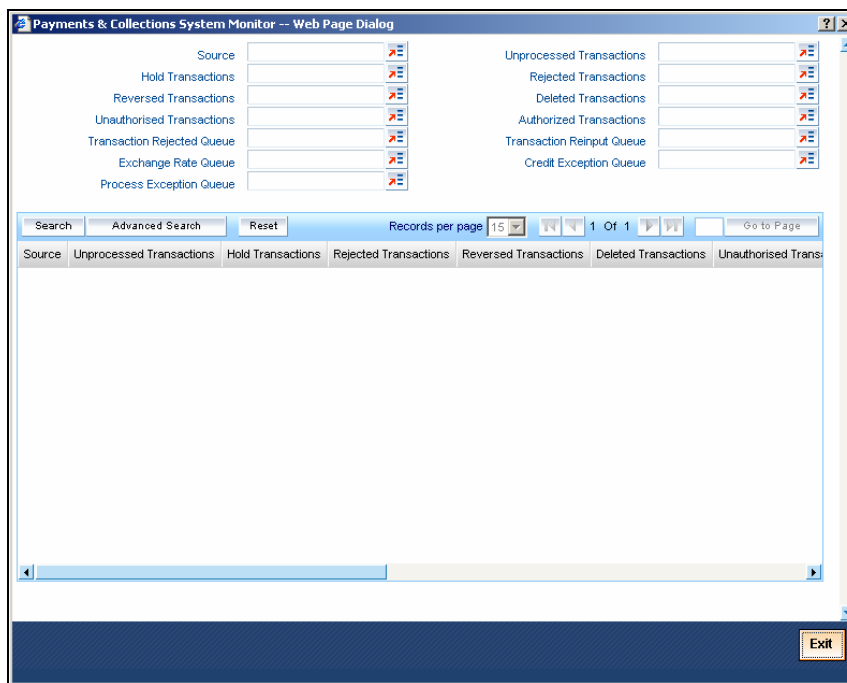 Payments & Collections System Monitor -- Web Page Dialog ? X
Source Unprocessed Transactions
Hold Transactions Rejected Transactions
Reversed Transactions Deleted Transactions
Unauthorised Transactions Authorized Transactions
Transaction Rejected Queue Transaction Reinput Queue
Exchange Rate Queue Credit Exception Queue
Process Exception Queue
Search Advanced Search Reset Records per page 15 1 Of 1 Go to Page
Source Unprocessed Transactions Hold Transactions Rejected Transactions Reversed Transactions Deleted Transactions Unauthorised Trans
Exit